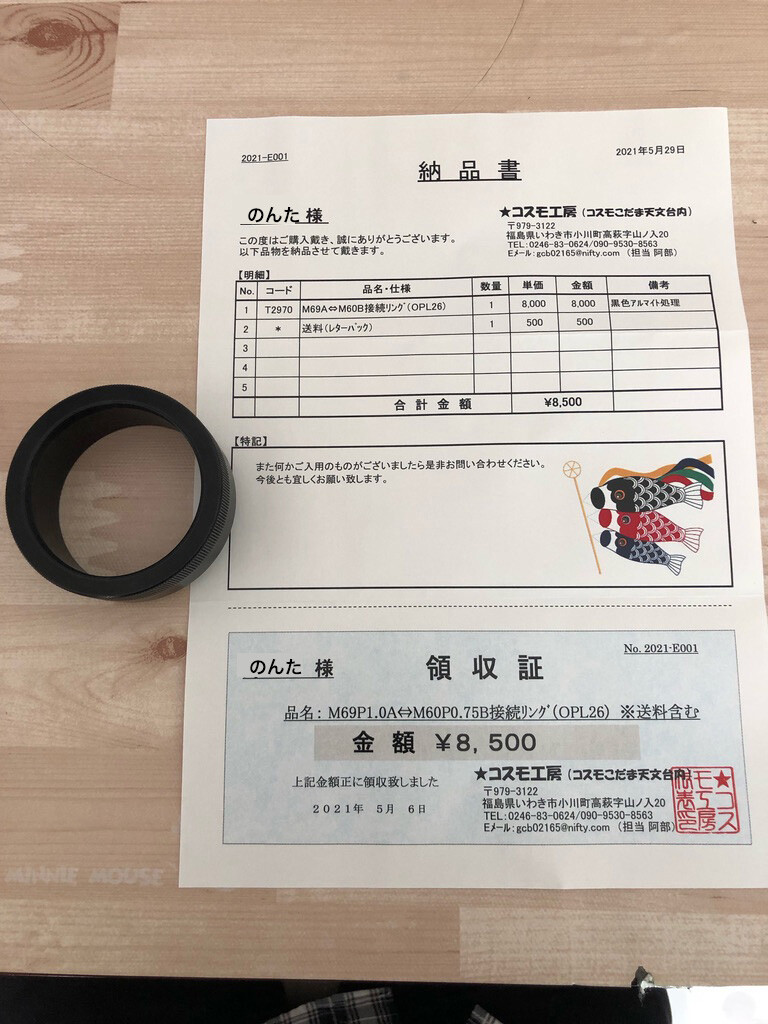 2021-E001
2021年5月29日
納品書
のんた 様
★コスモ工房 (コスモこだま天文台内)
〒979-3122
福島県いわき市小川町高萩字山ノ入20
TEL:0246-83-0624/090-9530-8563
Eメール:gcb02165@nifty.com (担当 阿部)
この度はご購入戴き、誠にありがとうございます。
以下品物を納品させて戴きます。
【明細】
No. コード 品名・仕様 数量 単価 金額 備考
1 T2970 M69A⇔M60B接続リング(OPL26) 1 8,000 8,000 黒色アルマイト処理
2 * 送料(レターパック) 1 500 500
3
4
5
合計金額 ¥8,500
【特記】
また何かご入用のものがございましたら是非お問い合わせください。
今後とも宜しくお願い致します。
No. 2021-E001
のんた 様
領収証
品名: M69P1.0A⇔M60P0.75B接続リング(OPL26) ※送料含む
金額 ¥8,500
上記金額正に領収致しました
2021年 5月 6日
★コスモ工房 (コスモこだま天文台内)
〒979-3122
福島県いわき市小川町高萩字山ノ入20
TEL:0246-83-0624/090-9530-8563
Eメール:gcb02165@nifty.com (担当 阿部)
★コス
モ工房
MINNIE MOUSE